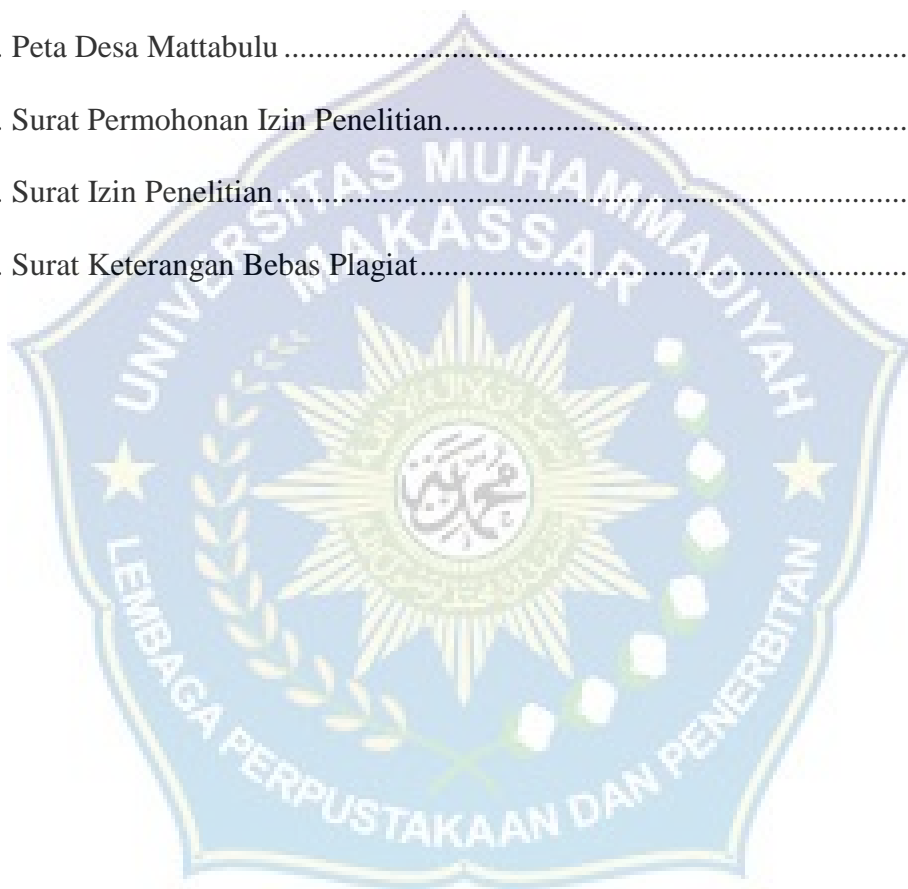 . Peta Desa Mattabulu ..............................................................................
. Surat Permohonan Izin Penelitian..........................................................
. Surat Izin Penelitian ...............................................................................
. Surat Keterangan Bebas Plagiat.............................................................
UNIVERSITAS MUHAMMADIYAH
MAKASSAR
محمد
LEMBAGA PERPUSTAKAAN DAN PENERBITAN